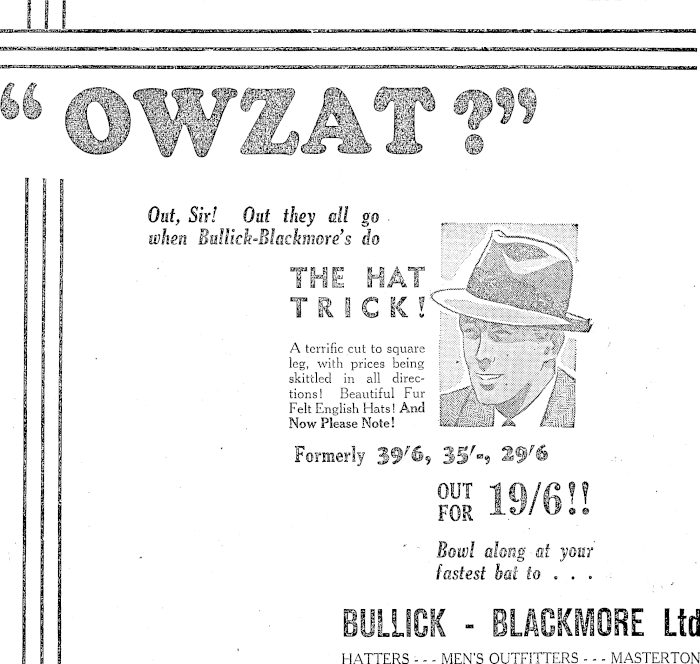 "OWZAT?"
Out, Sir! Out they all go
when Bullick-Blackmore's do
THE HAT
TRICK!
A terrific cut to square
leg, with prices being
skittled in all direc-
tions! Beautiful Fur
Felt English Hats! And
Now Please Note!
Formerly 39'6, 35'-, 29'6
OUT
FOR 19/6!!
Bowl along at your
fastest bat to . . .
BULLICK - BLACKMORE Ltd
HATTERS - - - MEN'S OUTFITTERS - - - MASTERTON